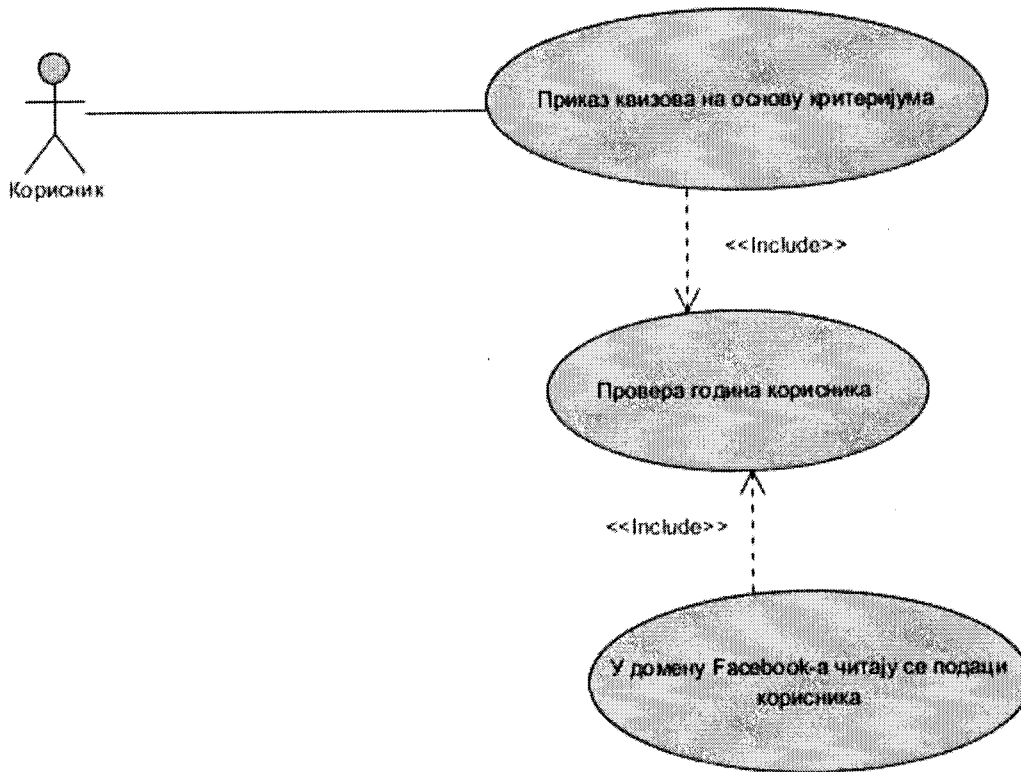 Приказ квизова на основу критеријума
Корисник
<<Include>>
Провера година корисника
<<Include>>
У домену Facebook-а читају се подаци
корисника